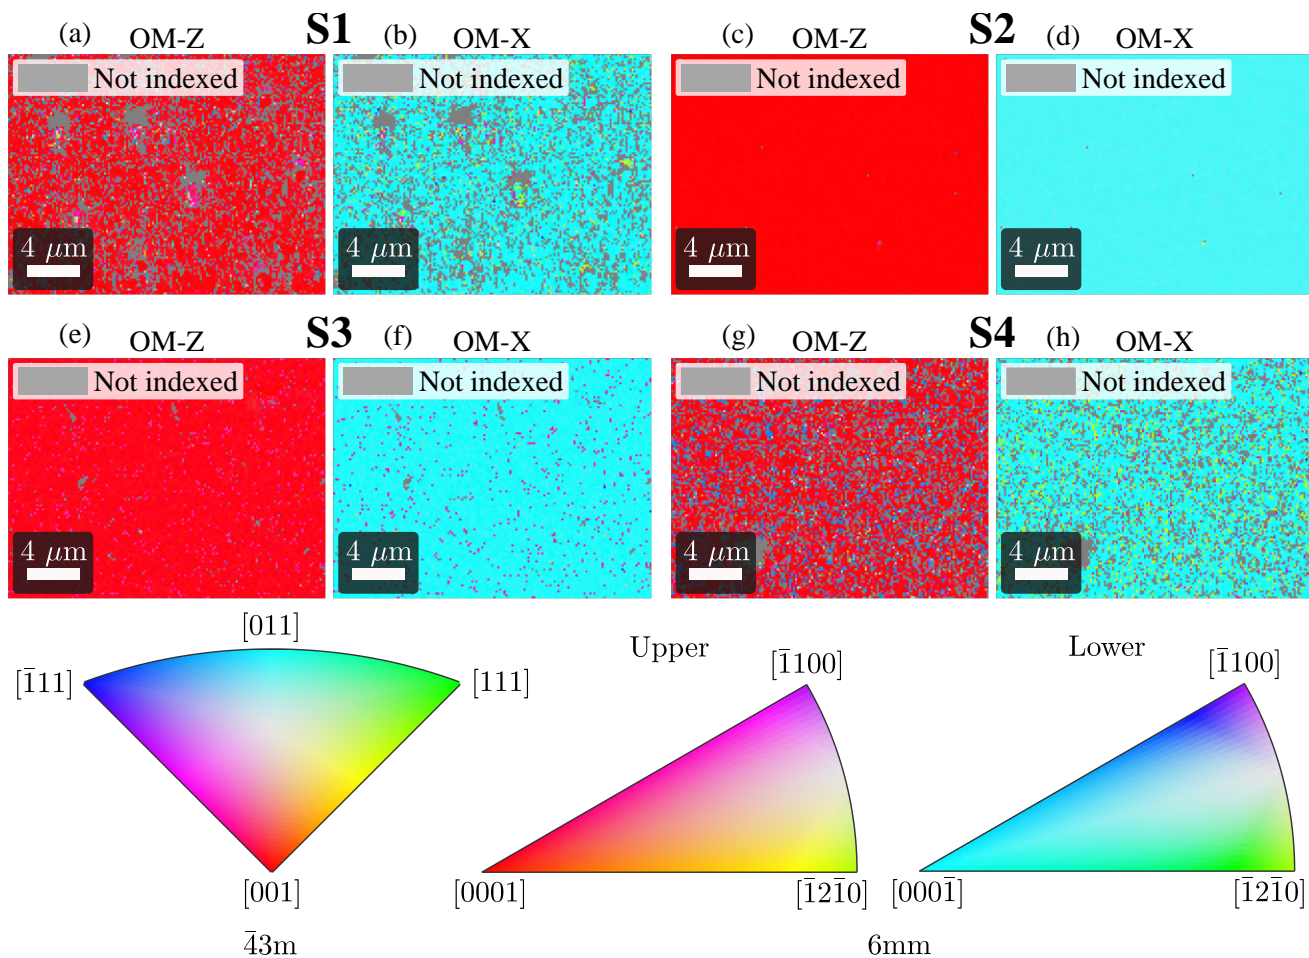 (a) OM-Z S1 (b) OM-X (c) OM-Z S2 (d) OM-X
Not indexed Not indexed Not indexed Not indexed
4 μm 4 μm 4 μm 4 μm
(e) OM-Z S3 (f) OM-X (g) OM-Z S4 (h) OM-X
Not indexed Not indexed Not indexed Not indexed
4 μm 4 μm 4 μm 4 μm
[011] Upper Lower
[1̄11] [111] [1̄100] [1̄100]
[001] [0001] [1̄21̄0] [0001̄] [1̄21̄0]
4̄3m 6mm